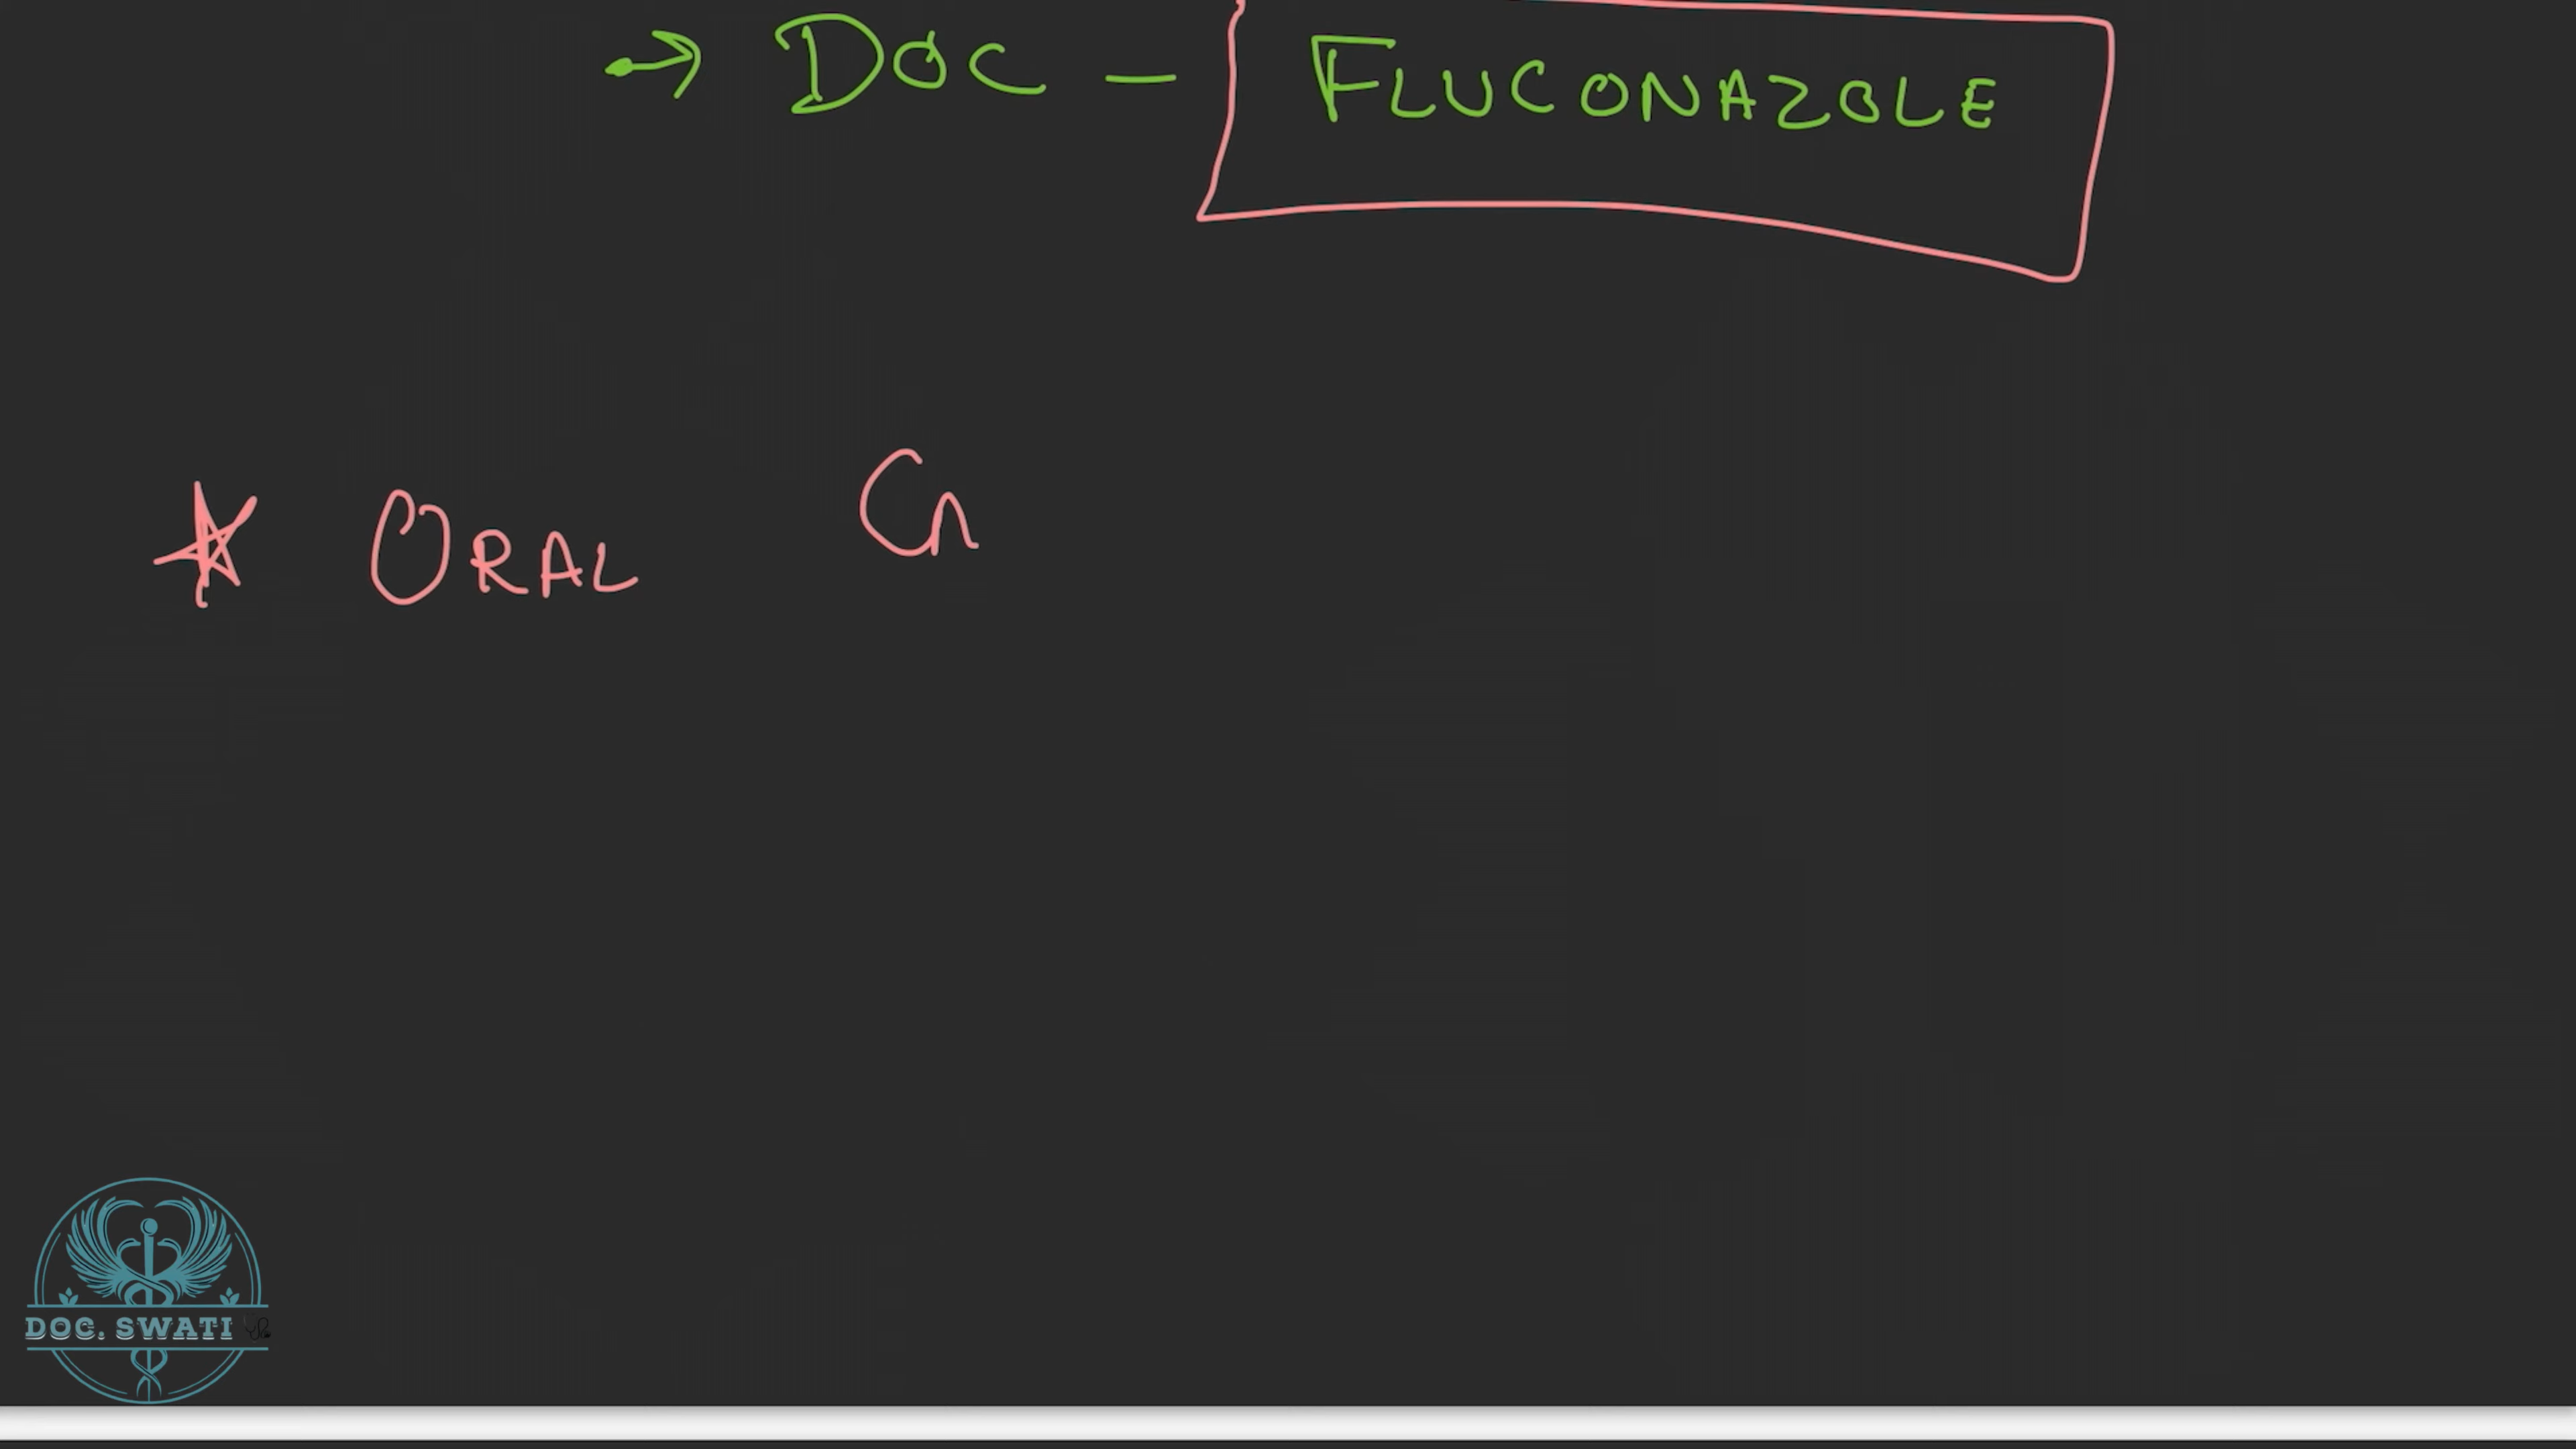 → DOC - FLUCONAZOLE
★ ORAL
DOC. SWATI